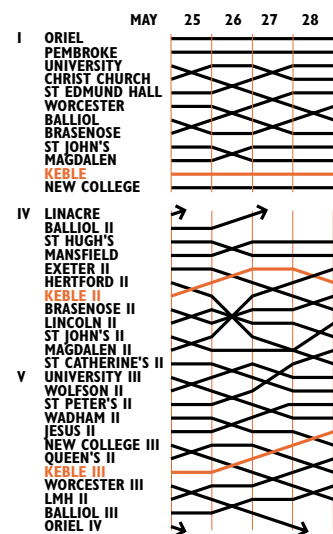 MAY 25 26 27 28
I ORIEL
PEMBROKE
UNIVERSITY
CHRIST CHURCH
ST EDMUND HALL
WORCESTER
BALLIOL
BRASENOSE
ST JOHN'S
MAGDALEN
KEBLE
NEW COLLEGE
IV LINACRE
BALLIOL II
ST HUGH'S
MANSFIELD
EXETER II
HERTFORD II
KEBLE II
BRASENOSE II
LINCOLN II
ST JOHN'S II
MAGDALEN II
ST CATHERINE'S II
V UNIVERSITY III
WOLFSON II
ST PETER'S II
WADHAM II
JESUS II
NEW COLLEGE III
QUEEN'S II
KEBLE III
WORCESTER III
LMH II
BALLIOL III
ORIEL IV